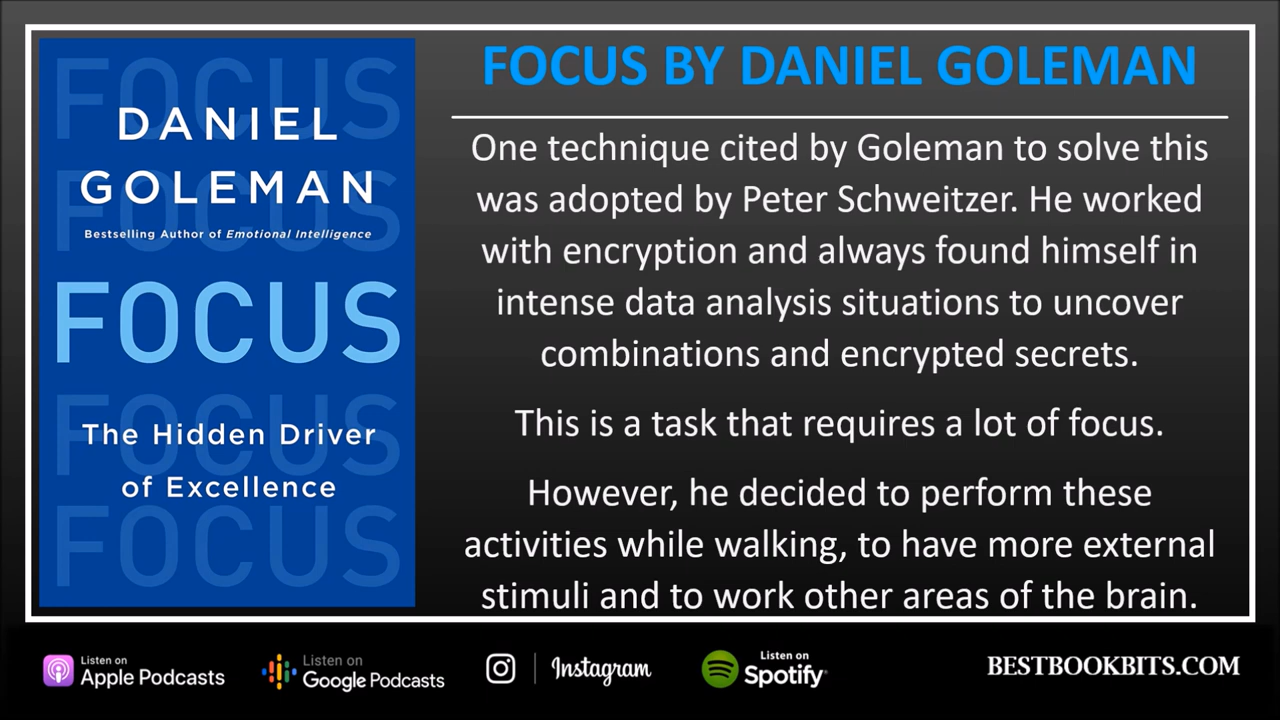 FOCUS
DANIEL
GOLEMAN
FOCUS
Bestselling Author of Emotional Intelligence
FOCUS
FOCUS
The Hidden Driver
of Excellence
FOCUS
FOCUS BY DANIEL GOLEMAN
One technique cited by Goleman to solve this
was adopted by Peter Schweitzer. He worked
with encryption and always found himself in
intense data analysis situations to uncover
combinations and encrypted secrets.
This is a task that requires a lot of focus.
However, he decided to perform these
activities while walking, to have more external
stimuli and to work other areas of the brain.
Listen on
Apple Podcasts
Listen on
Google Podcasts
Instagram
Listen on
Spotify
BESTBOOKBITS.COM